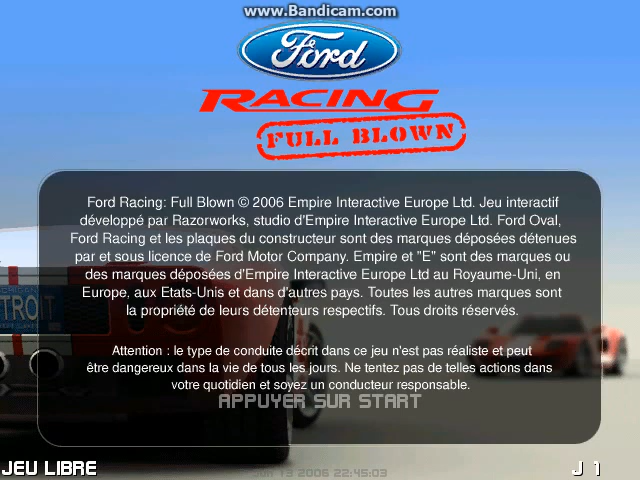 www.Bandicam.com
Ford
RACING
FULL BLOWN
Ford Racing: Full Blown © 2006 Empire Interactive Europe Ltd. Jeu interactif
développé par Razorworks, studio d'Empire Interactive Europe Ltd. Ford Oval,
Ford Racing et les plaques du constructeur sont des marques déposées détenues
par et sous licence de Ford Motor Company. Empire et "E" sont des marques ou
des marques déposées d'Empire Interactive Europe Ltd au Royaume-Uni, en
Europe, aux Etats-Unis et dans d'autres pays. Toutes les autres marques sont
la propriété de leurs détenteurs respectifs. Tous droits réservés.
TROIT
Attention : le type de conduite décrit dans ce jeu n'est pas réaliste et peut
être dangereux dans la vie de tous les jours. Ne tentez pas de telles actions dans
votre quotidien et soyez un conducteur responsable.
APPUYER SUR START
JEU LIBRE
13 2006 22:45:03
J 1